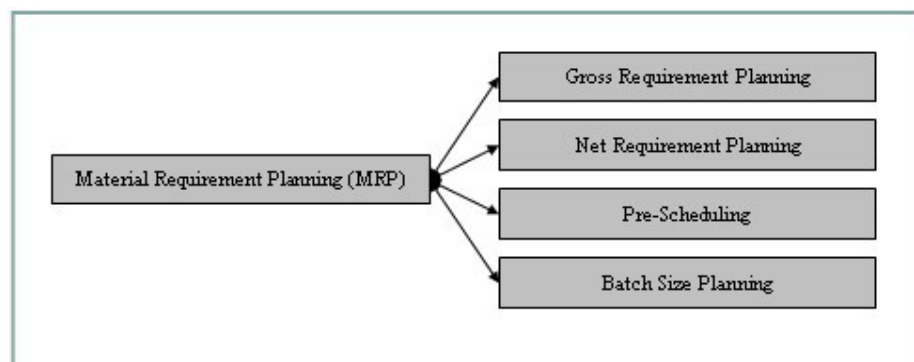 Gross Requirement Planning
Net Requirement Planning
Material Requirement Planning (MRP)
Pre-Scheduling
Batch Size Planning